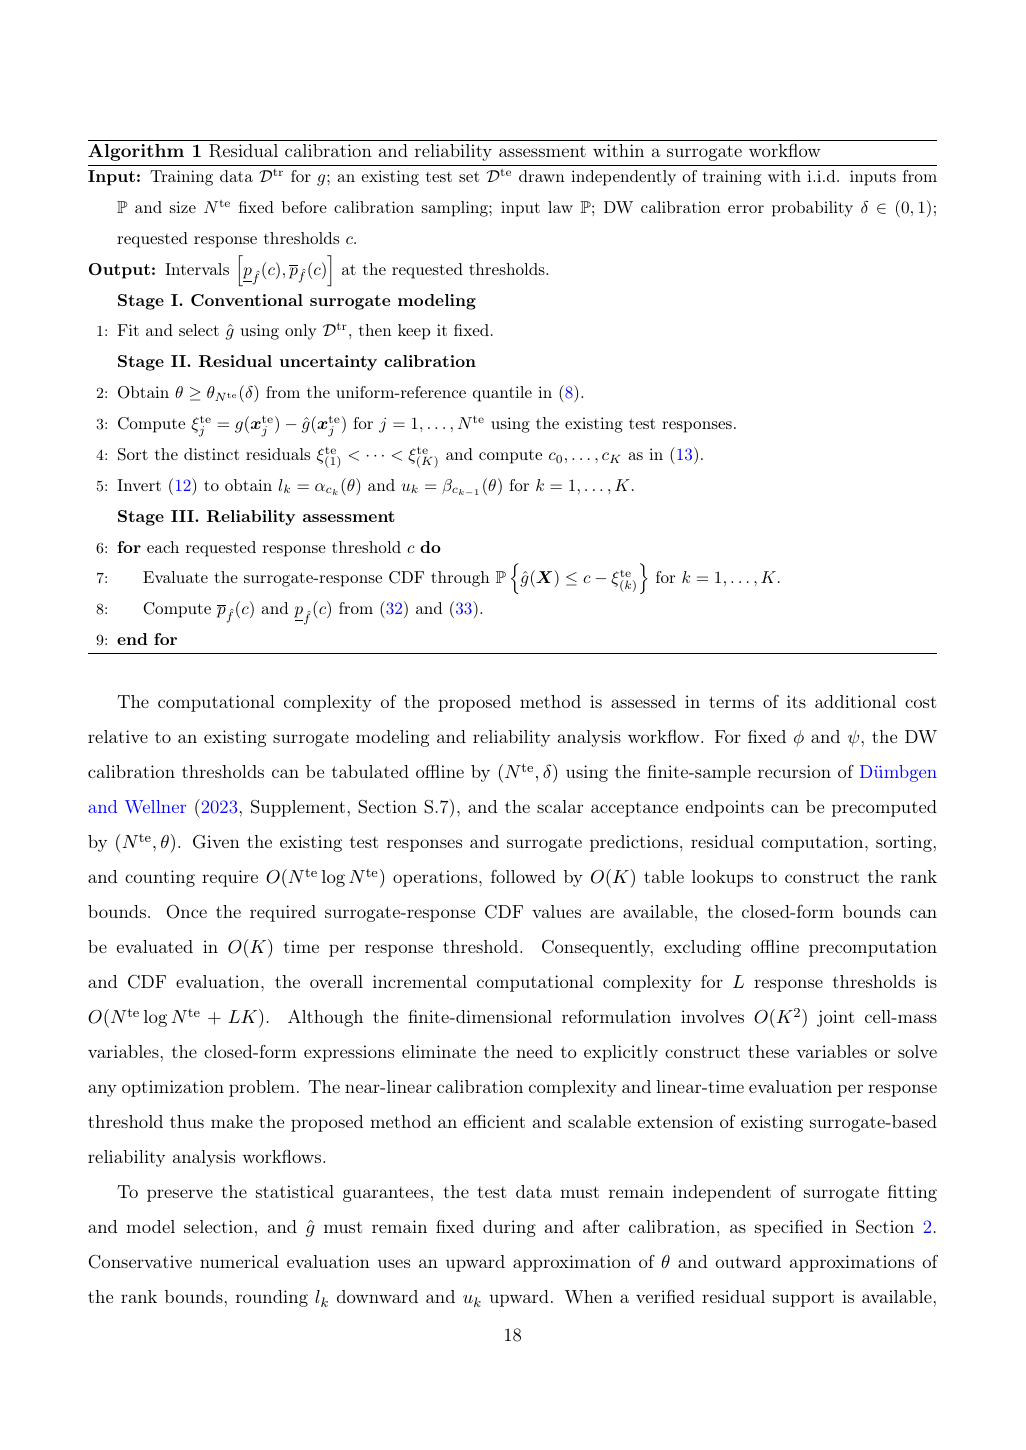 Algorithm 1 Residual calibration and reliability assessment within a surrogate workflow
Input: Training data 𝒟ᵗʳ for g; an existing test set 𝒟ᵗᵉ drawn independently of training with i.i.d. inputs from
ℙ and size Nᵗᵉ fixed before calibration sampling; input law ℙ; DW calibration error probability δ ∈ (0, 1);
requested response thresholds c.
Output: Intervals [p̲_f̂(c), p̅_f̂(c)] at the requested thresholds.
Stage I. Conventional surrogate modeling
1: Fit and select ĝ using only 𝒟ᵗʳ, then keep it fixed.
Stage II. Residual uncertainty calibration
2: Obtain θ ≥ θ_{Nᵗᵉ}(δ) from the uniform-reference quantile in (8).
3: Compute ξ_j^te = g(x_j^te) − ĝ(x_j^te) for j = 1, . . . , Nᵗᵉ using the existing test responses.
4: Sort the distinct residuals ξ_(1)^te < · · · < ξ_(K)^te and compute c₀, . . . , c_K as in (13).
5: Invert (12) to obtain l_k = α_{c_k}(θ) and u_k = β_{c_{k−1}}(θ) for k = 1, . . . , K.
Stage III. Reliability assessment
6: for each requested response threshold c do
7: Evaluate the surrogate-response CDF through ℙ{ĝ(X) ≤ c − ξ_(k)^te} for k = 1, . . . , K.
8: Compute p̅_f̂(c) and p̲_f̂(c) from (32) and (33).
9: end for
The computational complexity of the proposed method is assessed in terms of its additional cost
relative to an existing surrogate modeling and reliability analysis workflow. For fixed ϕ and ψ, the DW
calibration thresholds can be tabulated offline by (Nᵗᵉ, δ) using the finite-sample recursion of Dümbgen
and Wellner (2023, Supplement, Section S.7), and the scalar acceptance endpoints can be precomputed
by (Nᵗᵉ, θ). Given the existing test responses and surrogate predictions, residual computation, sorting,
and counting require O(Nᵗᵉ log Nᵗᵉ) operations, followed by O(K) table lookups to construct the rank
bounds. Once the required surrogate-response CDF values are available, the closed-form bounds can
be evaluated in O(K) time per response threshold. Consequently, excluding offline precomputation
and CDF evaluation, the overall incremental computational complexity for L response thresholds is
O(Nᵗᵉ log Nᵗᵉ + LK). Although the finite-dimensional reformulation involves O(K²) joint cell-mass
variables, the closed-form expressions eliminate the need to explicitly construct these variables or solve
any optimization problem. The near-linear calibration complexity and linear-time evaluation per response
threshold thus make the proposed method an efficient and scalable extension of existing surrogate-based
reliability analysis workflows.
To preserve the statistical guarantees, the test data must remain independent of surrogate fitting
and model selection, and ĝ must remain fixed during and after calibration, as specified in Section 2.
Conservative numerical evaluation uses an upward approximation of θ and outward approximations of
the rank bounds, rounding l_k downward and u_k upward. When a verified residual support is available,
18